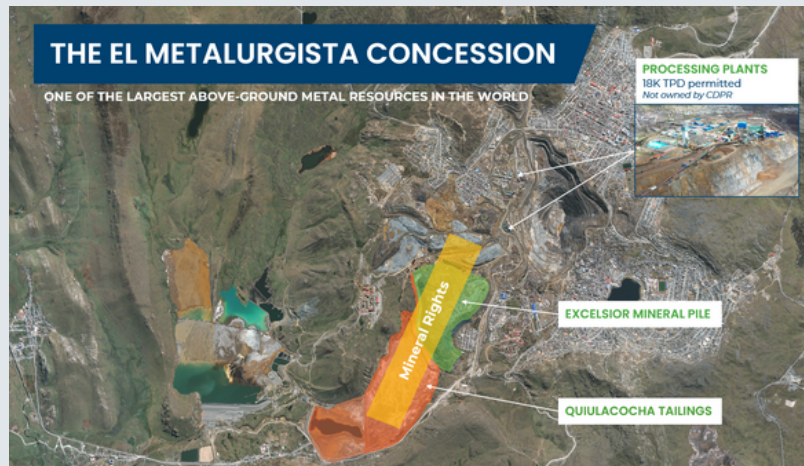 THE EL METALURGISTA CONCESSION
ONE OF THE LARGEST ABOVE-GROUND METAL RESOURCES IN THE WORLD
PROCESSING PLANTS
18K TPD permitted
Not owned by CDPR
Mineral Rights
EXCELSIOR MINERAL PILE
QUIULACOCHA TAILINGS